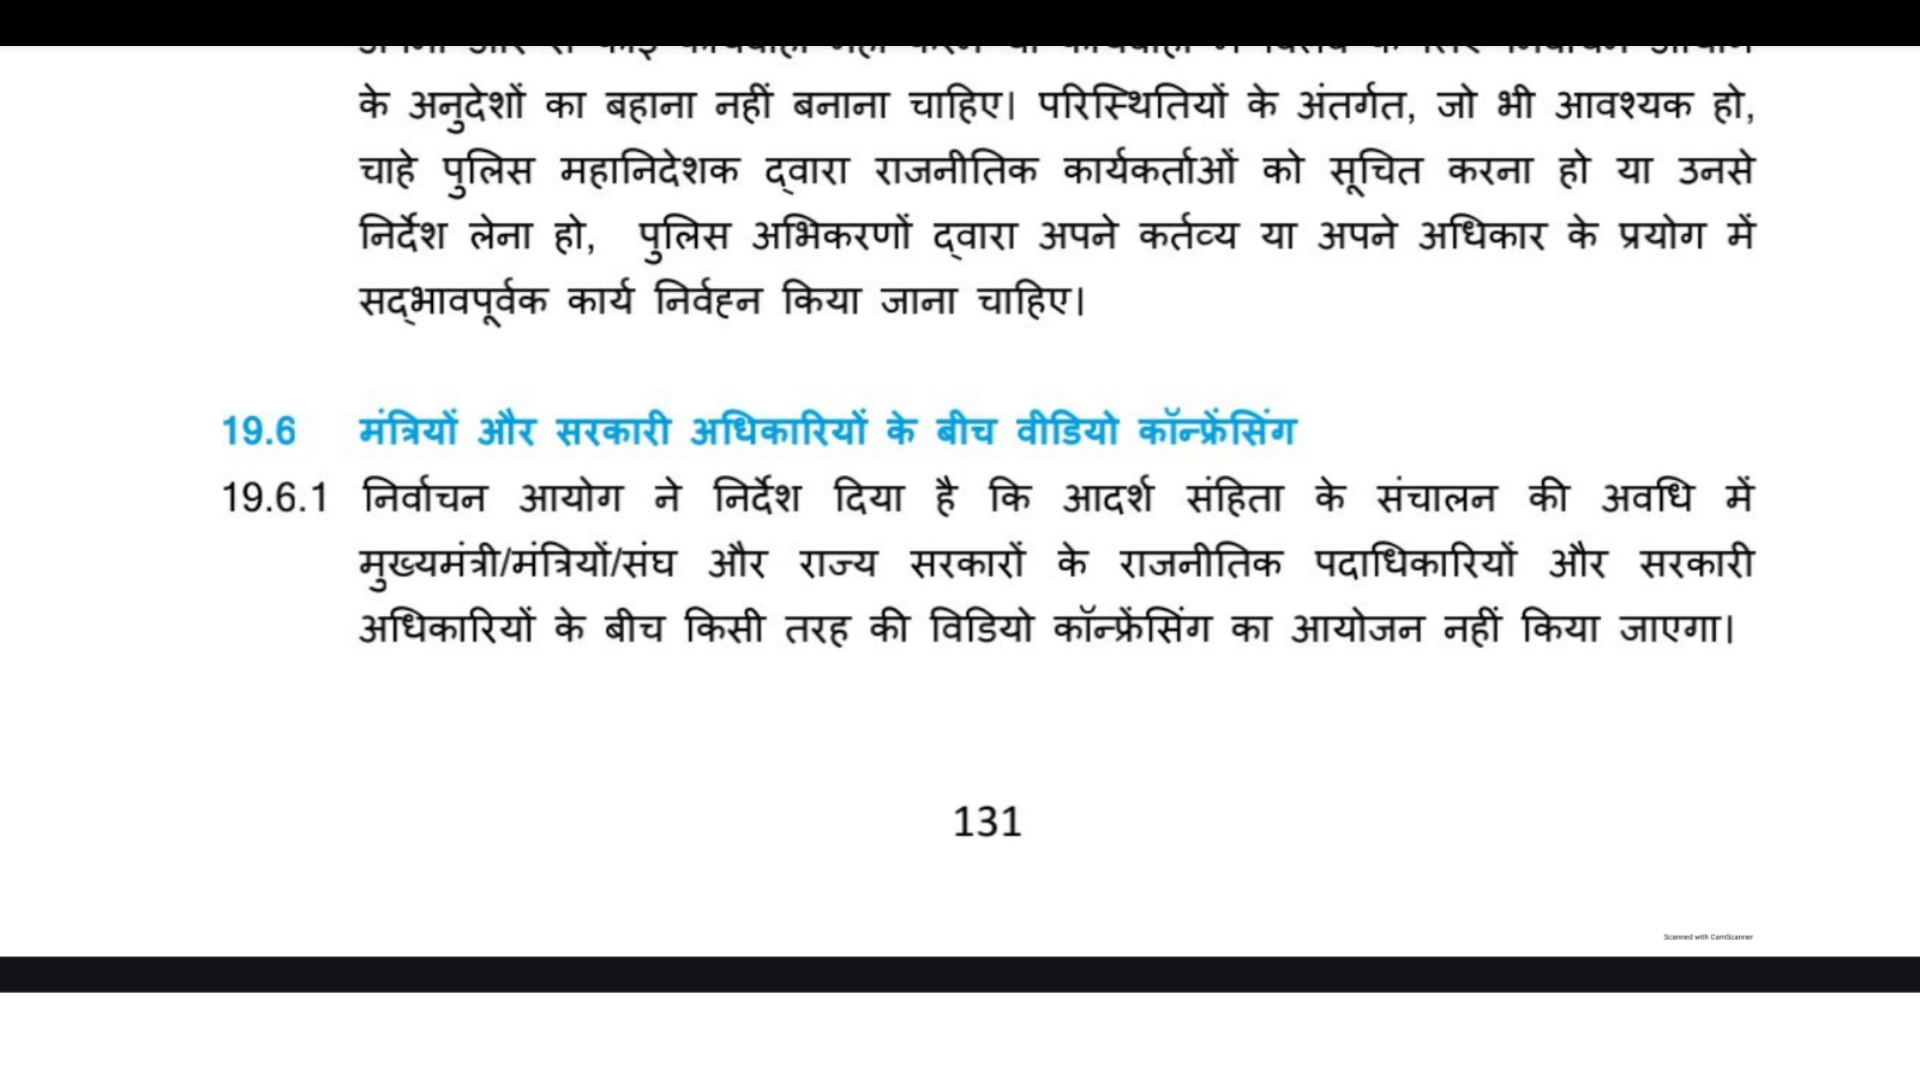 के अनुदेशों का बहाना नहीं बनाना चाहिए। परिस्थितियों के अंतर्गत, जो भी आवश्यक हो,
चाहे पुलिस महानिदेशक द्वारा राजनीतिक कार्यकर्ताओं को सूचित करना हो या उनसे
निर्देश लेना हो, पुलिस अभिकरणों द्वारा अपने कर्तव्य या अपने अधिकार के प्रयोग में
सद्भावपूर्वक कार्य निर्वह्न किया जाना चाहिए।
19.6 मंत्रियों और सरकारी अधिकारियों के बीच वीडियो कॉन्फ्रेंसिंग
19.6.1 निर्वाचन आयोग ने निर्देश दिया है कि आदर्श संहिता के संचालन की अवधि में
मुख्यमंत्री/मंत्रियों/संघ और राज्य सरकारों के राजनीतिक पदाधिकारियों और सरकारी
अधिकारियों के बीच किसी तरह की विडियो कॉन्फ्रेंसिंग का आयोजन नहीं किया जाएगा।
131
Scanned with CamScanner